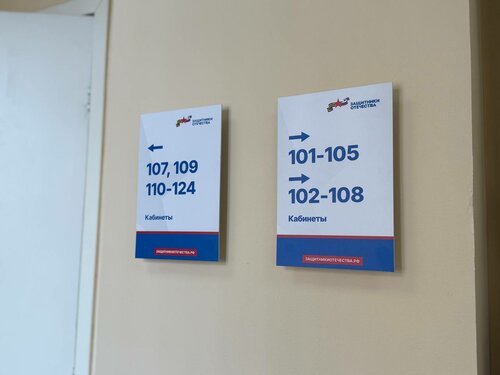 ЗАЩИТНИКИ
ОТЕЧЕСТВА
←
107, 109
110-124
Кабинеты
ЗАЩИТНИКИОТЕЧЕСТВА.РФ
ЗАЩИТНИКИ
ОТЕЧЕСТВА
→
101-105
→
102-108
Кабинеты
ЗАЩИТНИКИОТЕЧЕСТВА.РФ